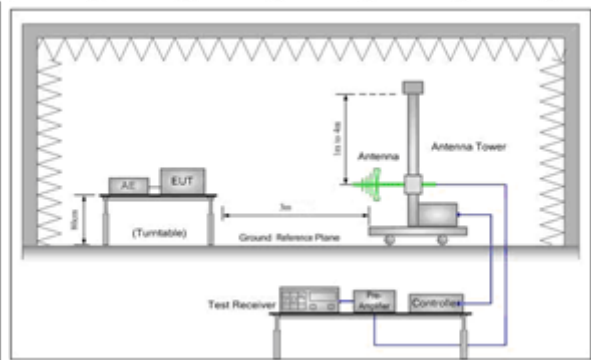 1m to 4m
Antenna
Antenna Tower
AE
EUT
80cm
3m
(Turntable)
Ground Reference Plane
Test Receiver
Pre-
Amplifier
Controller